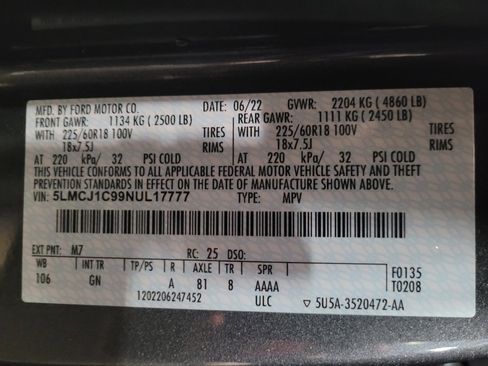 MFD. BY FORD MOTOR CO. DATE: 06/22 GVWR: 2204 KG ( 4860 LB)
FRONT GAWR: 1134 KG ( 2500 LB) REAR GAWR: 1111 KG ( 2450 LB)
WITH 225/60R18 100V TIRES WITH 225/60R18 100V TIRES
18x7.5J RIMS 18x7.5J RIMS
AT 220 kPa/ 32 PSI COLD AT 220 kPa/ 32 PSI COLD
THIS VEHICLE CONFORMS TO ALL APPLICABLE FEDERAL MOTOR VEHICLE SAFETY AND THEFT
PREVENTION STANDARDS IN EFFECT ON THE DATE OF MANUFACTURE SHOWN ABOVE.
VIN: 5LMCJ1C99NUL17777 TYPE: MPV
EXT PNT: M7 RC: 25 DSO:
WB INT TR TP/PS R AXLE TR SPR F0135
106 GN A 81 8 AAAA T0208
1202206247452 ULC ▽ 5U5A-3520472-AA